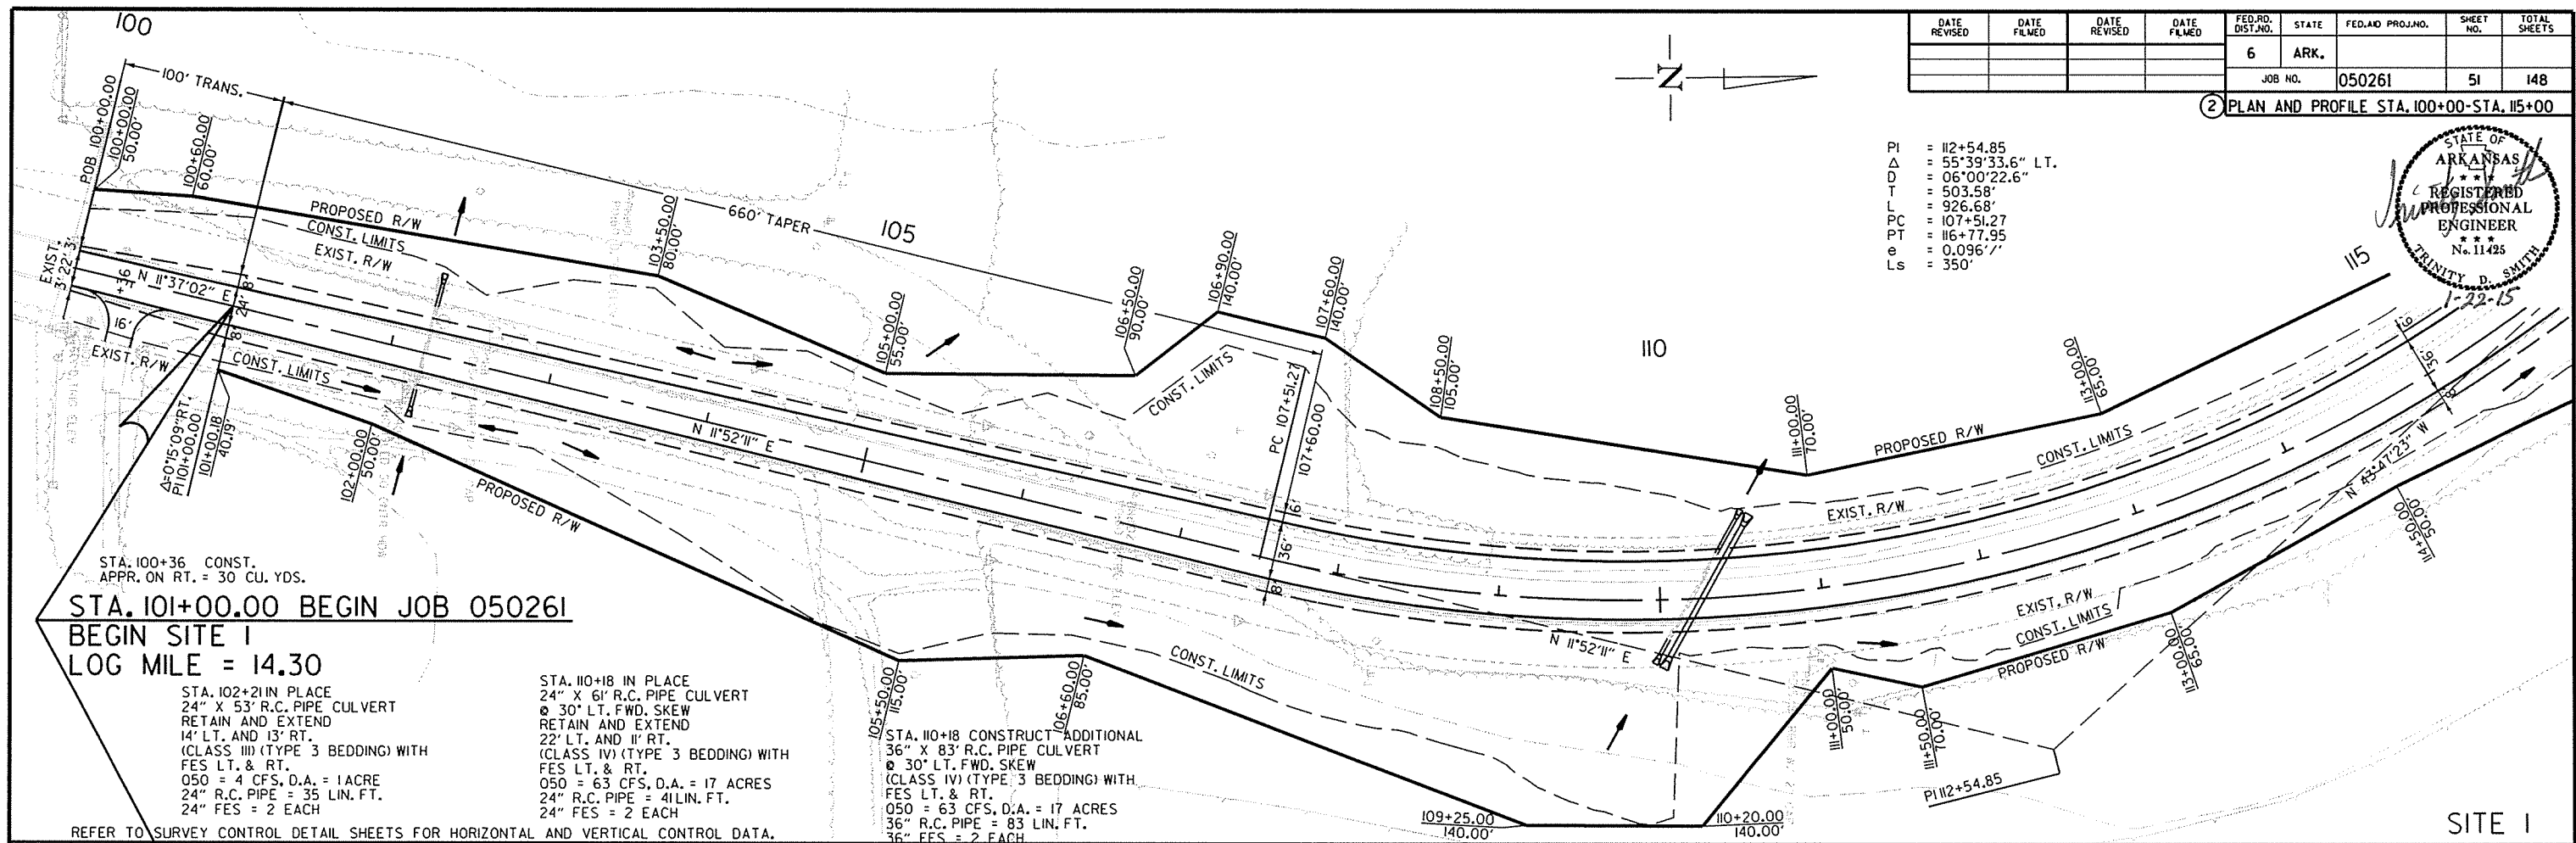 100
DATE REVISED
DATE FILMED
DATE REVISED
DATE FILMED
FED.RD. DIST.NO.
STATE
FED.AID PROJ.NO.
SHEET NO.
TOTAL SHEETS
6
ARK.
JOB NO.
050261
51
148
2 PLAN AND PROFILE STA. 100+00-STA. 115+00
N
PI = 112+54.85
Δ = 55°39'33.6" LT.
D = 06°00'22.6"
T = 503.58'
L = 926.68'
PC = 107+51.27
PT = 116+77.95
e = 0.096'/'
Ls = 350'
STATE OF
ARKANSAS
★ ★ ★
REGISTERED
PROFESSIONAL
ENGINEER
★ ★ ★
No. 11425
TRINITY D. SMITH
1-22-15
POB 100+00.00
100+00.00
50.00'
100' TRANS.
100+60.00
60.00'
PROPOSED R/W
CONST. LIMITS
EXIST. R/W
103+50.00
80.00'
660' TAPER
105
105+00.00
55.00'
106+50.00
90.00'
106+90.00
140.00'
107+60.00
140.00'
CONST. LIMITS
108+50.00
105.00'
110
111+00.00
70.00'
PROPOSED R/W
113+00.00
65.00'
CONST. LIMITS
EXIST. R/W
115
EXIST.
3' 22' 3'
N 11°37'02" E
+36
16'
8'
24'
8'
EXIST. R/W
CONST. LIMITS
Δ=0°15'09"RT.
PI 101+00.00
101+00.18
40.19'
102+00.00
50.00'
PROPOSED R/W
N 11°52'11" E
PC 107+51.27
107+60.00
6'
36'
8'
N 11°52'11" E
6'
36'
8'
N 43°47'23" W
114+50.00
50.00'
EXIST. R/W
CONST. LIMITS
PROPOSED R/W
113+00.00
65.00'
111+00.00
50.00'
111+50.00
70.00'
PI 112+54.85
105+50.00
115.00'
106+60.00
85.00'
CONST. LIMITS
109+25.00
140.00'
110+20.00
140.00'
STA. 100+36 CONST.
APPR. ON RT. = 30 CU. YDS.
STA. 101+00.00 BEGIN JOB 050261
BEGIN SITE 1
LOG MILE = 14.30
STA. 102+21 IN PLACE
24" X 53' R.C. PIPE CULVERT
RETAIN AND EXTEND
14' LT. AND 13' RT.
(CLASS III) (TYPE 3 BEDDING) WITH
FES LT. & RT.
Q50 = 4 CFS, D.A. = 1 ACRE
24" R.C. PIPE = 35 LIN. FT.
24" FES = 2 EACH
STA. 110+18 IN PLACE
24" X 61' R.C. PIPE CULVERT
@ 30° LT. FWD. SKEW
RETAIN AND EXTEND
22' LT. AND 11' RT.
(CLASS IV) (TYPE 3 BEDDING) WITH
FES LT. & RT.
Q50 = 63 CFS, D.A. = 17 ACRES
24" R.C. PIPE = 41 LIN. FT.
24" FES = 2 EACH
STA. 110+18 CONSTRUCT ADDITIONAL
36" X 83' R.C. PIPE CULVERT
@ 30° LT. FWD. SKEW
(CLASS IV) (TYPE 3 BEDDING) WITH
FES LT. & RT.
Q50 = 63 CFS, D.A. = 17 ACRES
36" R.C. PIPE = 83 LIN. FT.
36" FES = 2 EACH
REFER TO SURVEY CONTROL DETAIL SHEETS FOR HORIZONTAL AND VERTICAL CONTROL DATA.
SITE 1